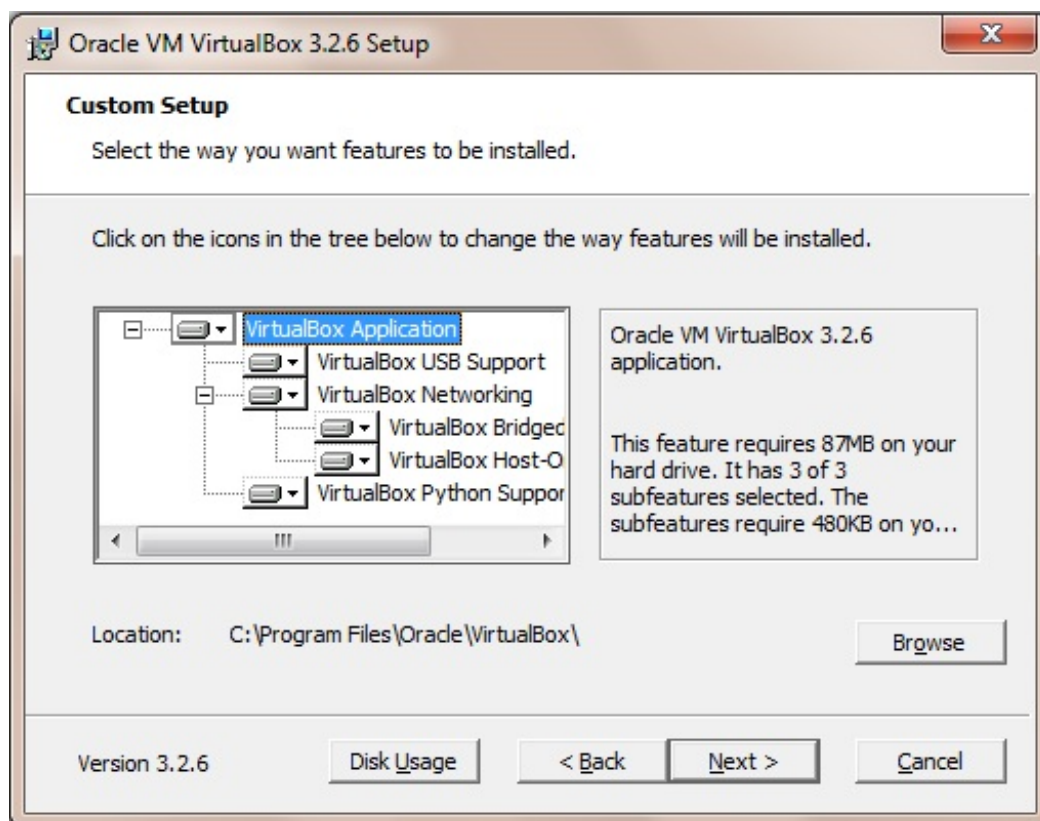 Oracle VM VirtualBox 3.2.6 Setup
Custom Setup
Select the way you want features to be installed.
Click on the icons in the tree below to change the way features will be installed.
VirtualBox Application
VirtualBox USB Support
VirtualBox Networking
VirtualBox Bridged
VirtualBox Host-O
VirtualBox Python Suppor
Oracle VM VirtualBox 3.2.6
application.
This feature requires 87MB on your
hard drive. It has 3 of 3
subfeatures selected. The
subfeatures require 480KB on yo...
Location: C:\Program Files\Oracle\VirtualBox\
Browse
Version 3.2.6
Disk Usage
< Back
Next >
Cancel